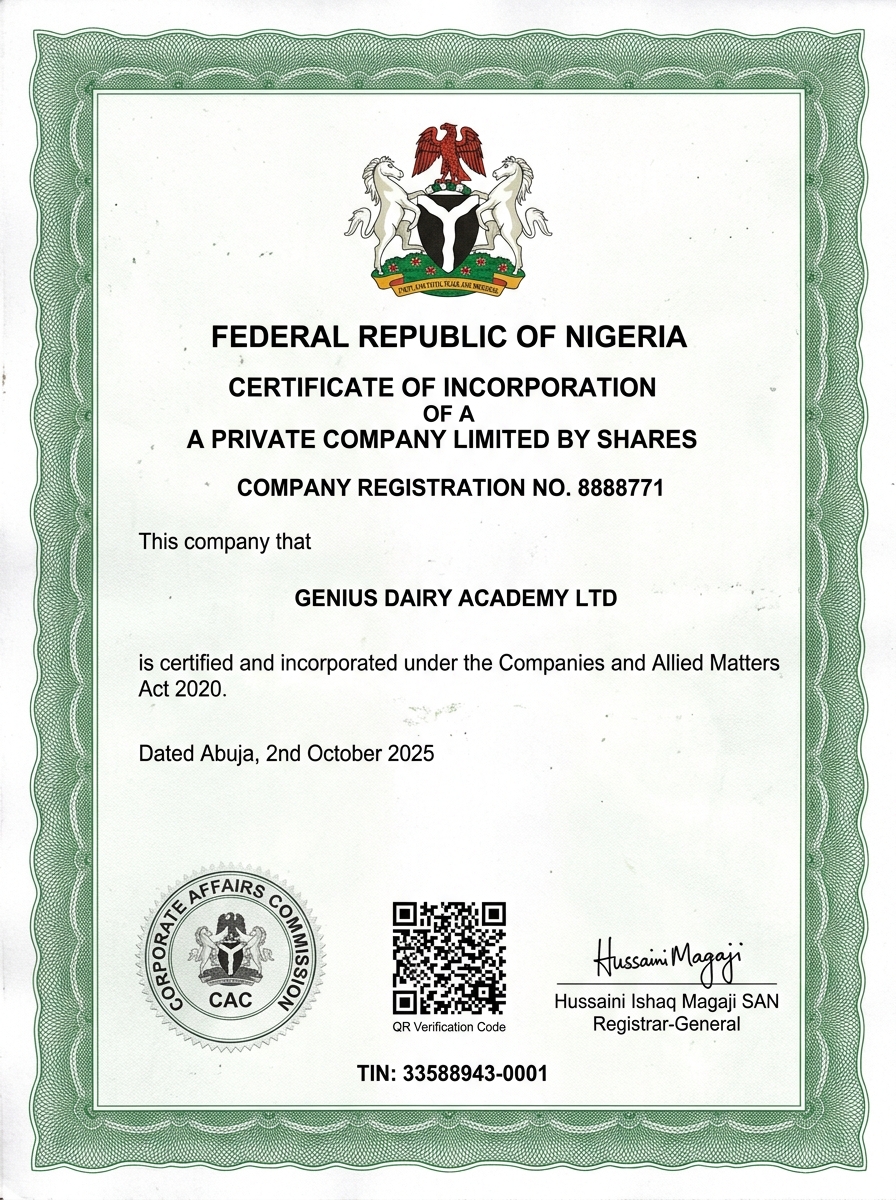 FEDERAL REPUBLIC OF NIGERIA
CERTIFICATE OF INCORPORATION
OF A
A PRIVATE COMPANY LIMITED BY SHARES
COMPANY REGISTRATION NO. 8888771
This company that
GENIUS DAIRY ACADEMY LTD
is certified and incorporated under the Companies and Allied Matters
Act 2020.
Dated Abuja, 2nd October 2025
CORPORATE AFFAIRS COMMISSION
CAC
QR Verification Code
Hussaini Magaji
Hussaini Ishaq Magaji SAN
Registrar-General
TIN: 33588943-0001